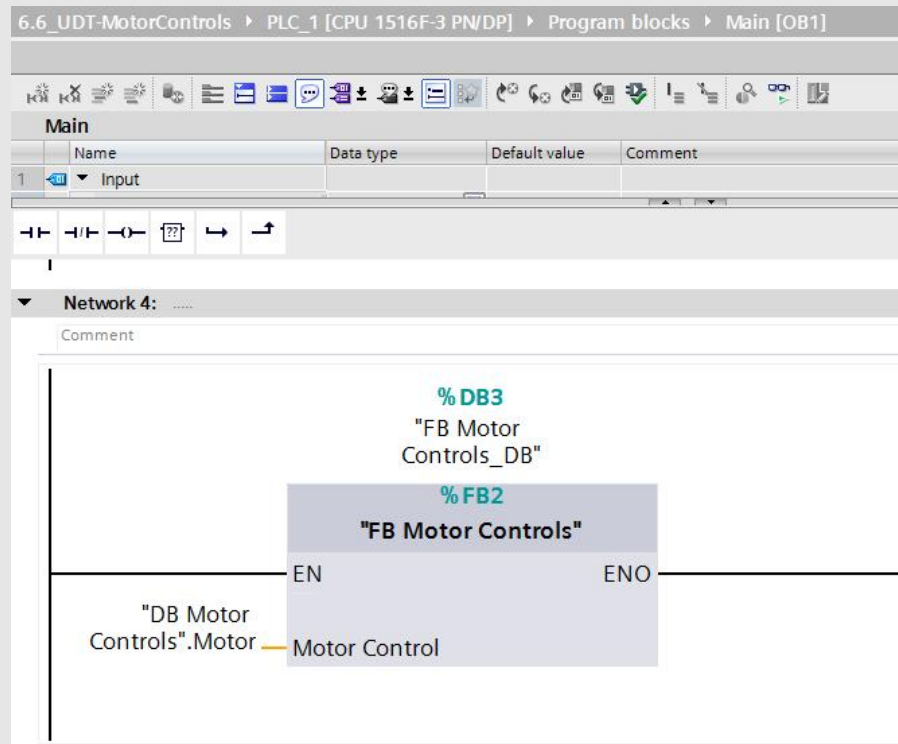 6.6_UDT-MotorControls ▸ PLC_1 [CPU 1516F-3 PN/DP] ▸ Program blocks ▸ Main [OB1]
Main
Name Data type Default value Comment
1 Input
??
Network 4: .....
Comment
%DB3
"FB Motor
Controls_DB"
%FB2
"FB Motor Controls"
EN ENO
"DB Motor
Controls".Motor Motor Control